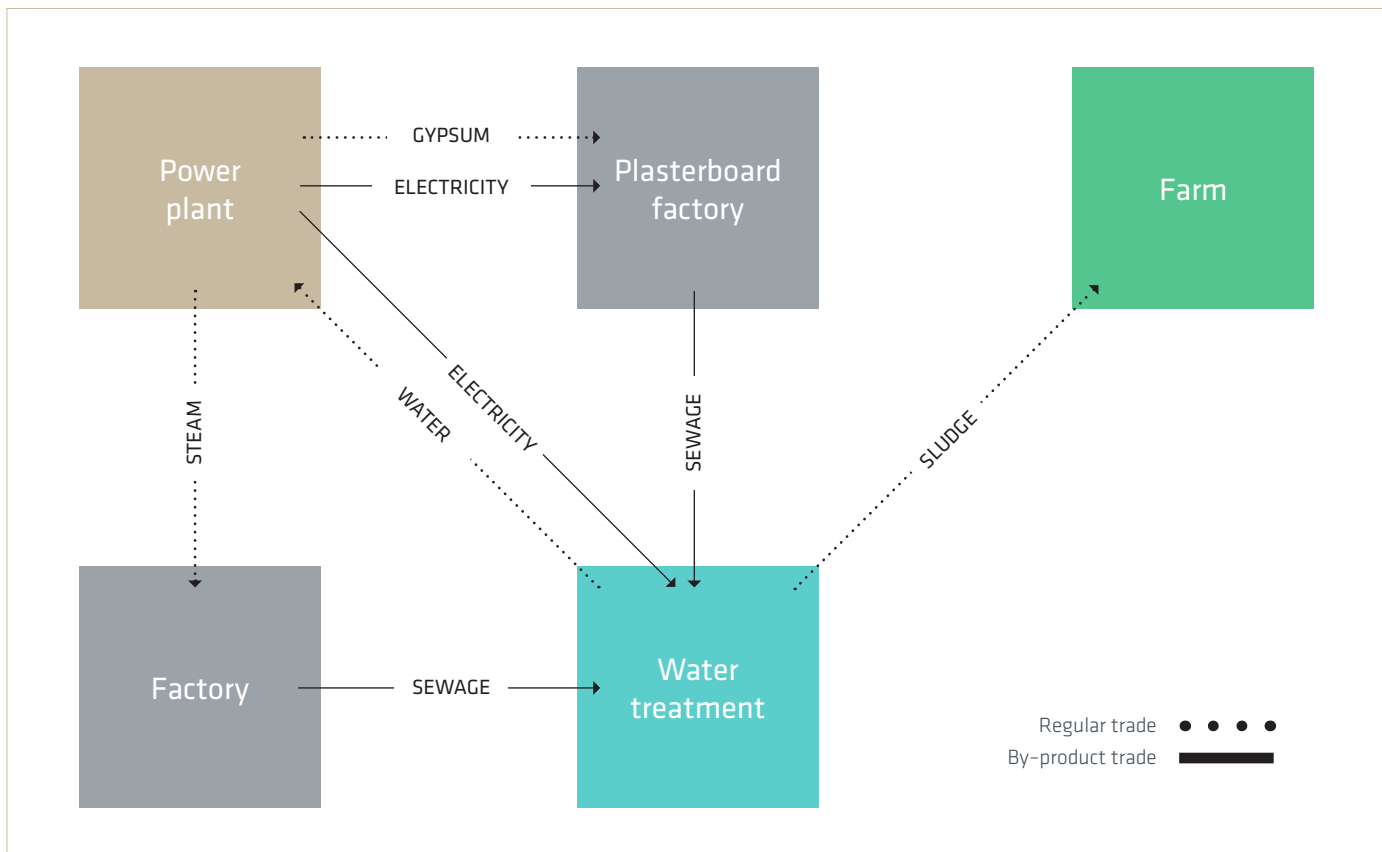 Power
plant
GYPSUM
ELECTRICITY
Plasterboard
factory
Farm
STEAM
WATER
ELECTRICITY
SEWAGE
SLUDGE
Factory
SEWAGE
Water
treatment
Regular trade
By-product trade